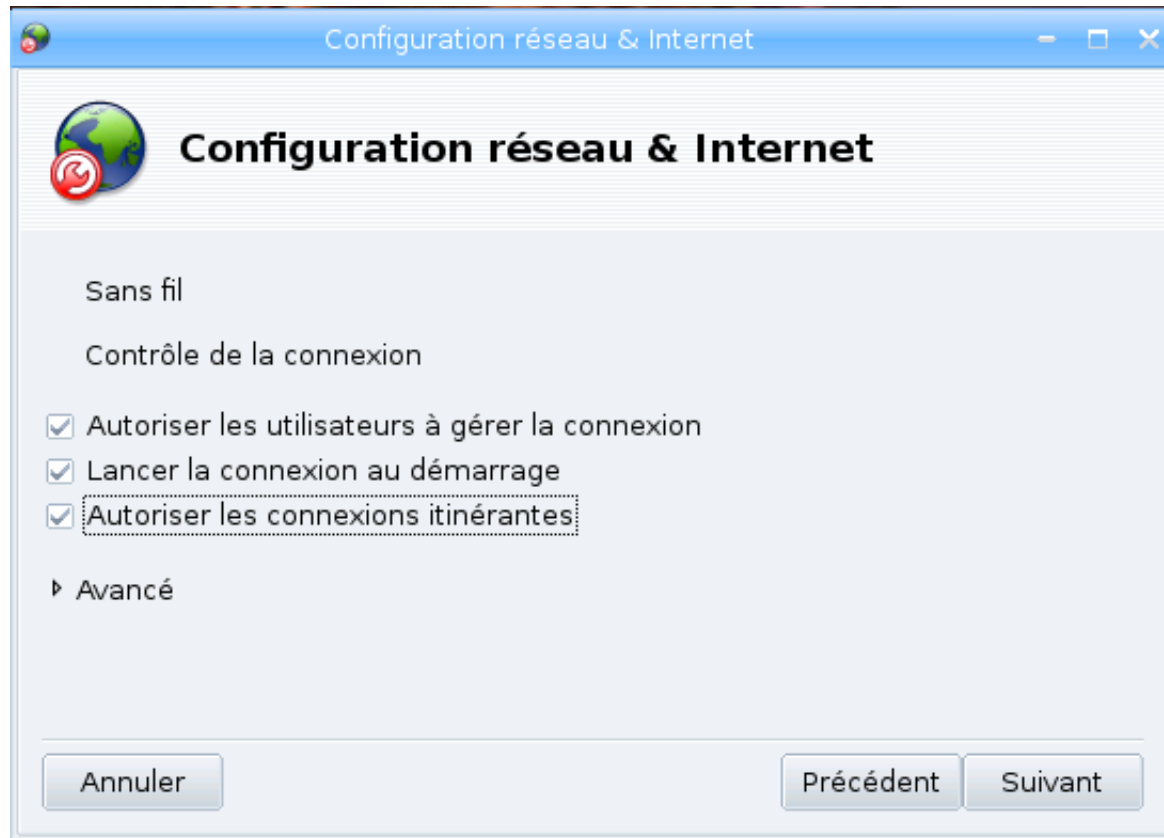 Configuration réseau & Internet
Configuration réseau & Internet
Sans fil
Contrôle de la connexion
Autoriser les utilisateurs à gérer la connexion
Lancer la connexion au démarrage
Autoriser les connexions itinérantes
Avancé
Annuler
Précédent
Suivant